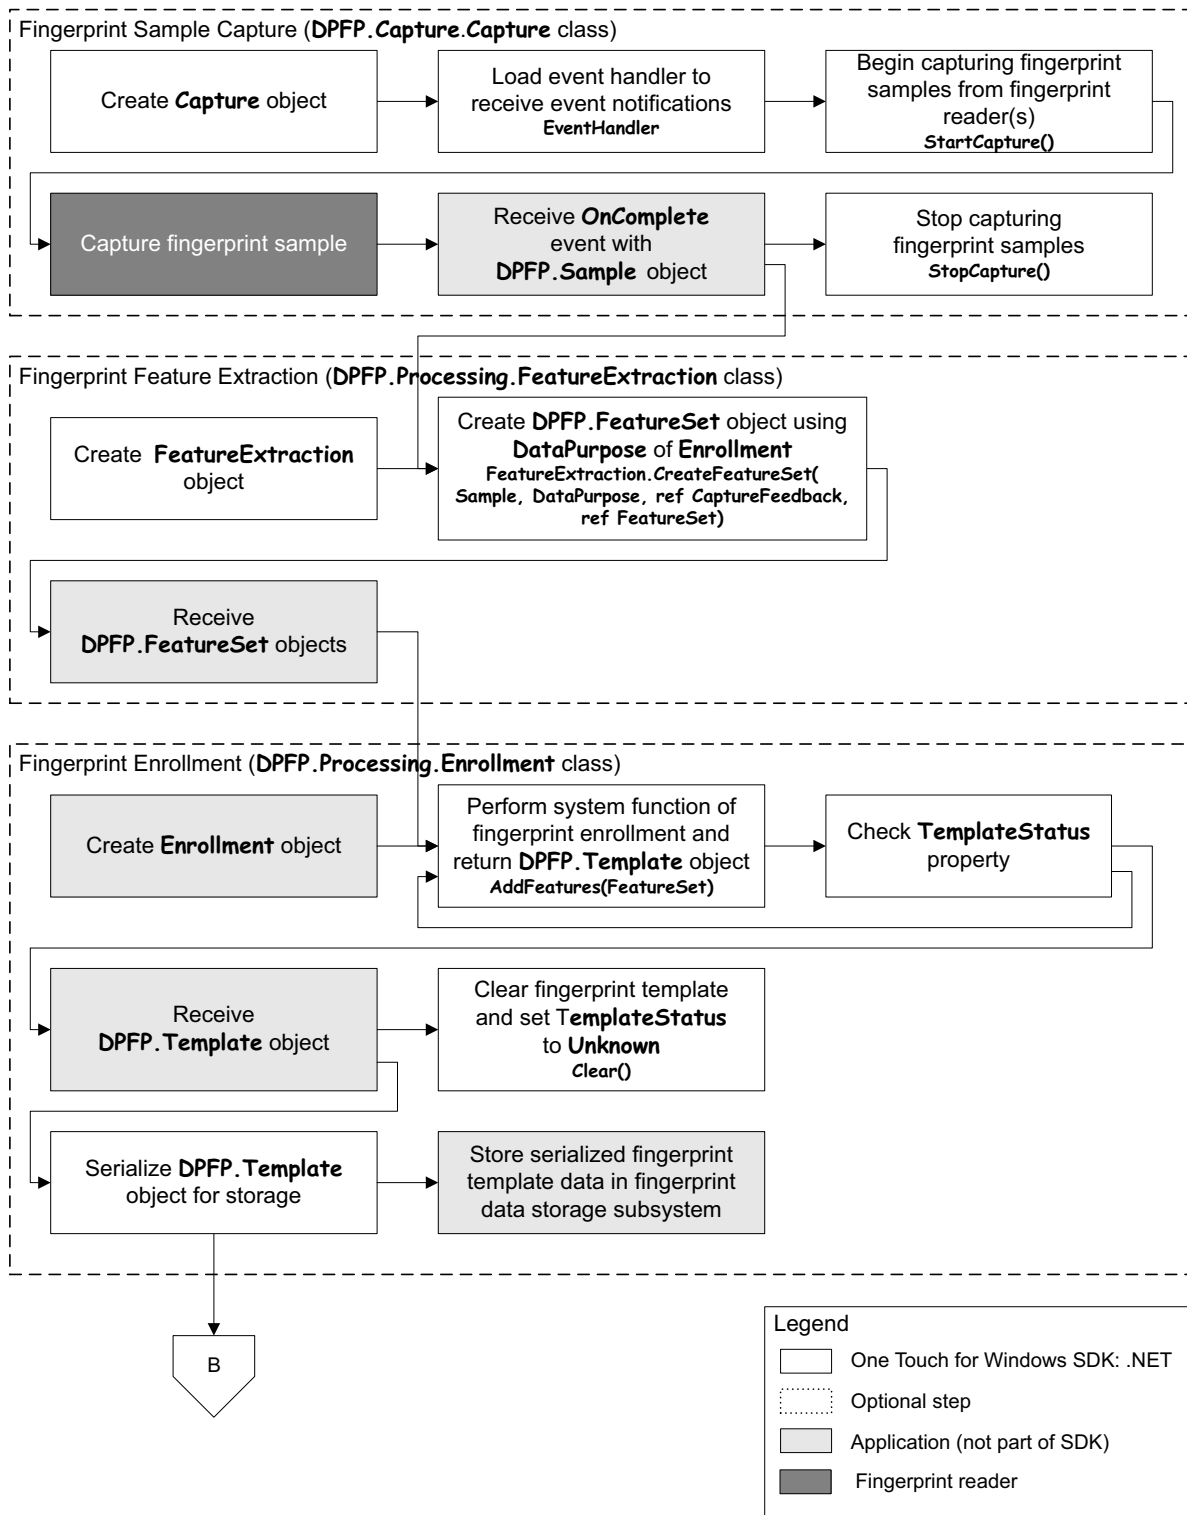 Fingerprint Sample Capture (DPFP.Capture.Capture class)
Create Capture object
Load event handler to
receive event notifications
EventHandler
Begin capturing fingerprint
samples from fingerprint
reader(s)
StartCapture()
Capture fingerprint sample
Receive OnComplete
event with
DPFP.Sample object
Stop capturing
fingerprint samples
StopCapture()
Fingerprint Feature Extraction (DPFP.Processing.FeatureExtraction class)
Create FeatureExtraction
object
Create DPFP.FeatureSet object using
DataPurpose of Enrollment
FeatureExtraction.CreateFeatureSet(
Sample, DataPurpose, ref CaptureFeedback,
ref FeatureSet)
Receive
DPFP.FeatureSet objects
Fingerprint Enrollment (DPFP.Processing.Enrollment class)
Create Enrollment object
Perform system function of
fingerprint enrollment and
return DPFP.Template object
AddFeatures(FeatureSet)
Check TemplateStatus
property
Receive
DPFP.Template object
Clear fingerprint template
and set TemplateStatus
to Unknown
Clear()
Serialize DPFP.Template
object for storage
Store serialized fingerprint
template data in fingerprint
data storage subsystem
B
Legend
One Touch for Windows SDK: .NET
Optional step
Application (not part of SDK)
Fingerprint reader